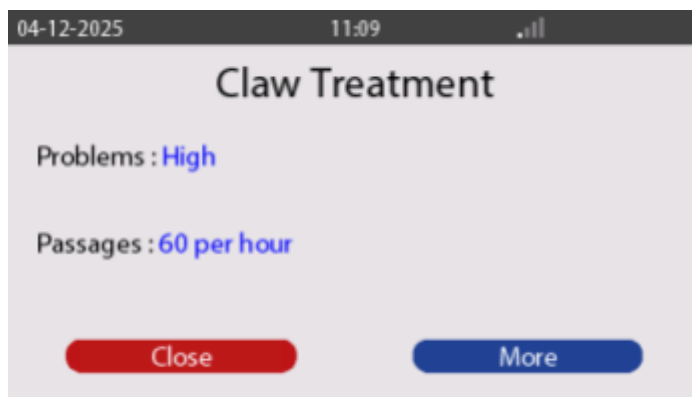 04-12-2025 11:09
Claw Treatment
Problems : High
Passages : 60 per hour
Close More